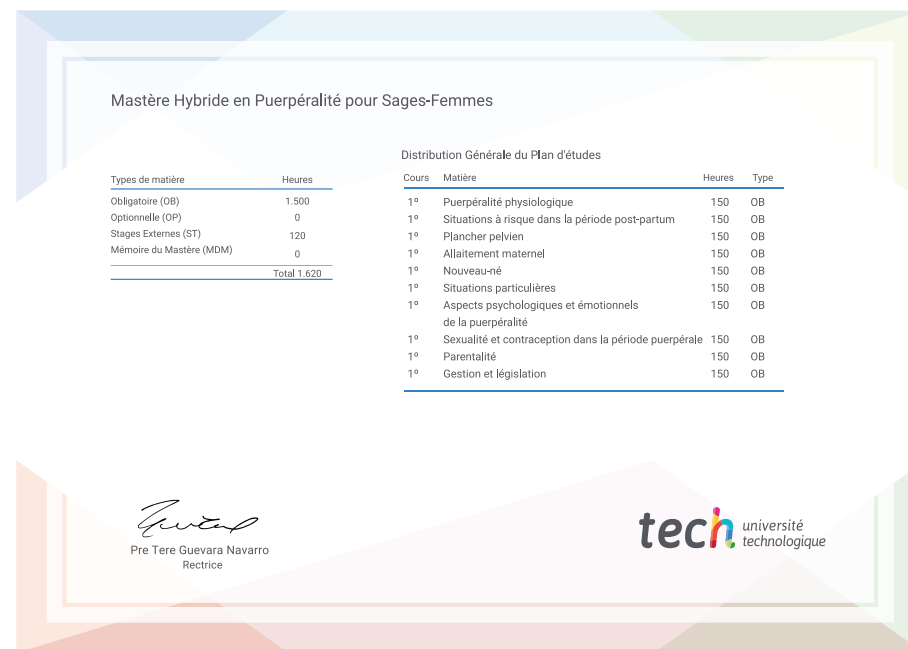 Mastère Hybride en Puerpéralité pour Sages-Femmes
Types de matière Heures
Obligatoire (OB) 1.500
Optionnelle (OP) 0
Stages Externes (ST) 120
Mémoire du Mastère (MDM) 0
Total 1.620
Distribution Générale du Plan d'études
Cours Matière Heures Type
1º Puerpéralité physiologique 150 OB
1º Situations à risque dans la période post-partum 150 OB
1º Plancher pelvien 150 OB
1º Allaitement maternel 150 OB
1º Nouveau-né 150 OB
1º Situations particulières 150 OB
1º Aspects psychologiques et émotionnels 150 OB
de la puerpéralité
1º Sexualité et contraception dans la période puerpérale 150 OB
1º Parentalité 150 OB
1º Gestion et législation 150 OB
Pre Tere Guevara Navarro
Rectrice
tech université
technologique